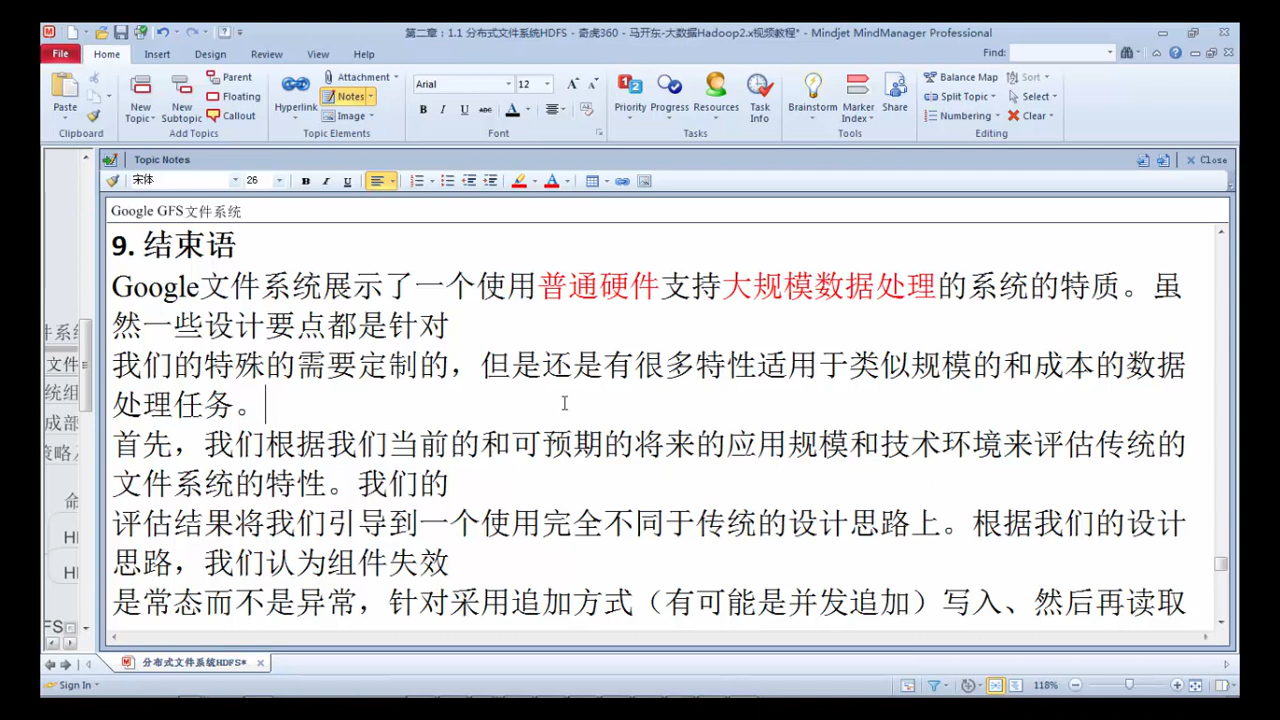 第二章：1.1 分布式文件系统HDFS - 奇虎360 - 马开东-大数据Hadoop2.x视频教程* - Mindjet MindManager Professional
File Home Insert Design Review View Help Find:
Paste
Clipboard
New Topic
New Subtopic
Parent
Floating
Callout
Add Topics
Hyperlink
Attachment
Notes
Image
Topic Elements
Arial 12
B I U abc A
Font
Priority
Progress
Resources
Task Info
Tasks
Brainstorm
Marker Index
Share
Tools
Balance Map
Split Topic
Numbering
Sort
Select
Clear
Editing
Topic Notes Close
宋体 26 B I U A
Google GFS文件系统
9. 结束语
Google文件系统展示了一个使用普通硬件支持大规模数据处理的系统的特质。虽
然一些设计要点都是针对
我们的特殊的需要定制的，但是还是有很多特性适用于类似规模的和成本的数据
处理任务。
首先，我们根据我们当前的和可预期的将来的应用规模和技术环境来评估传统的
文件系统的特性。我们的
评估结果将我们引导到一个使用完全不同于传统的设计思路上。根据我们的设计
思路，我们认为组件失效
是常态而不是异常，针对采用追加方式（有可能是并发追加）写入、然后再读取
件系统
文件
统组
成部
策略及
命
HI
HI
FS
分布式文件系统HDFS*
Sign In 118%